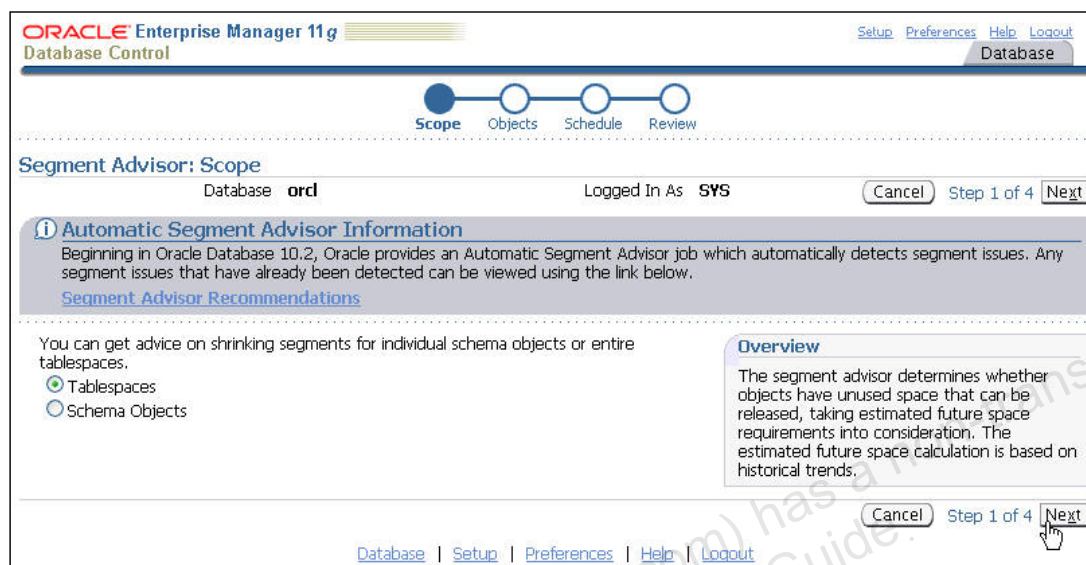 ORACLE Enterprise Manager 11g
Database Control
Setup Preferences Help Logout
Database
Scope Objects Schedule Review
Segment Advisor: Scope
Database orcl
Logged In As SYS
Cancel Step 1 of 4 Next
Automatic Segment Advisor Information
Beginning in Oracle Database 10.2, Oracle provides an Automatic Segment Advisor job which automatically detects segment issues. Any
segment issues that have already been detected can be viewed using the link below.
Segment Advisor Recommendations
You can get advice on shrinking segments for individual schema objects or entire
tablespaces.
Tablespaces
Schema Objects
Overview
The segment advisor determines whether
objects have unused space that can be
released, taking estimated future space
requirements into consideration. The
estimated future space calculation is based on
historical trends.
Cancel Step 1 of 4 Next
Database | Setup | Preferences | Help | Logout
om) has a non-trans
Guide.